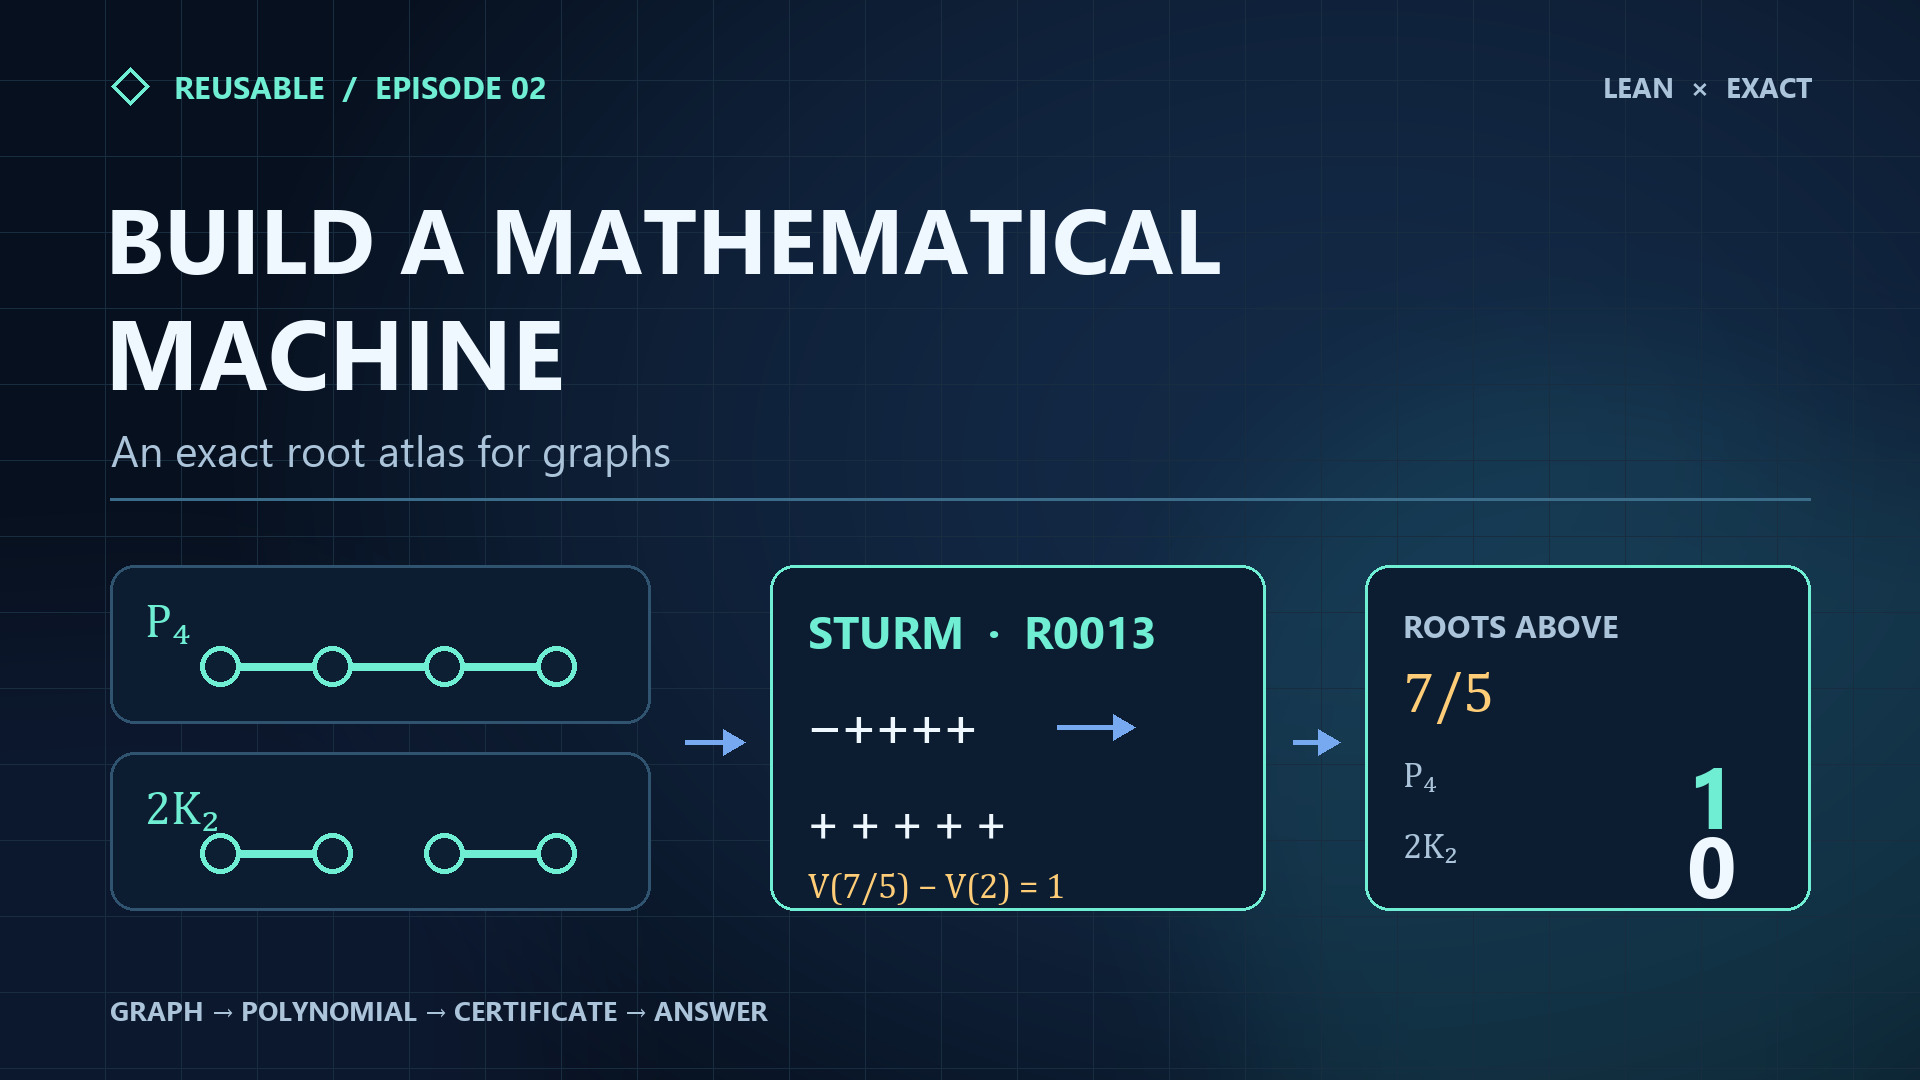 REUSABLE / EPISODE 02
LEAN × EXACT
BUILD A MATHEMATICAL
MACHINE
An exact root atlas for graphs
P₄
2K₂
STURM · R0013
−++++ →
+ + + + +
V(7/5) − V(2) = 1
ROOTS ABOVE
7/5
P₄ 1
2K₂ 0
GRAPH → POLYNOMIAL → CERTIFICATE → ANSWER